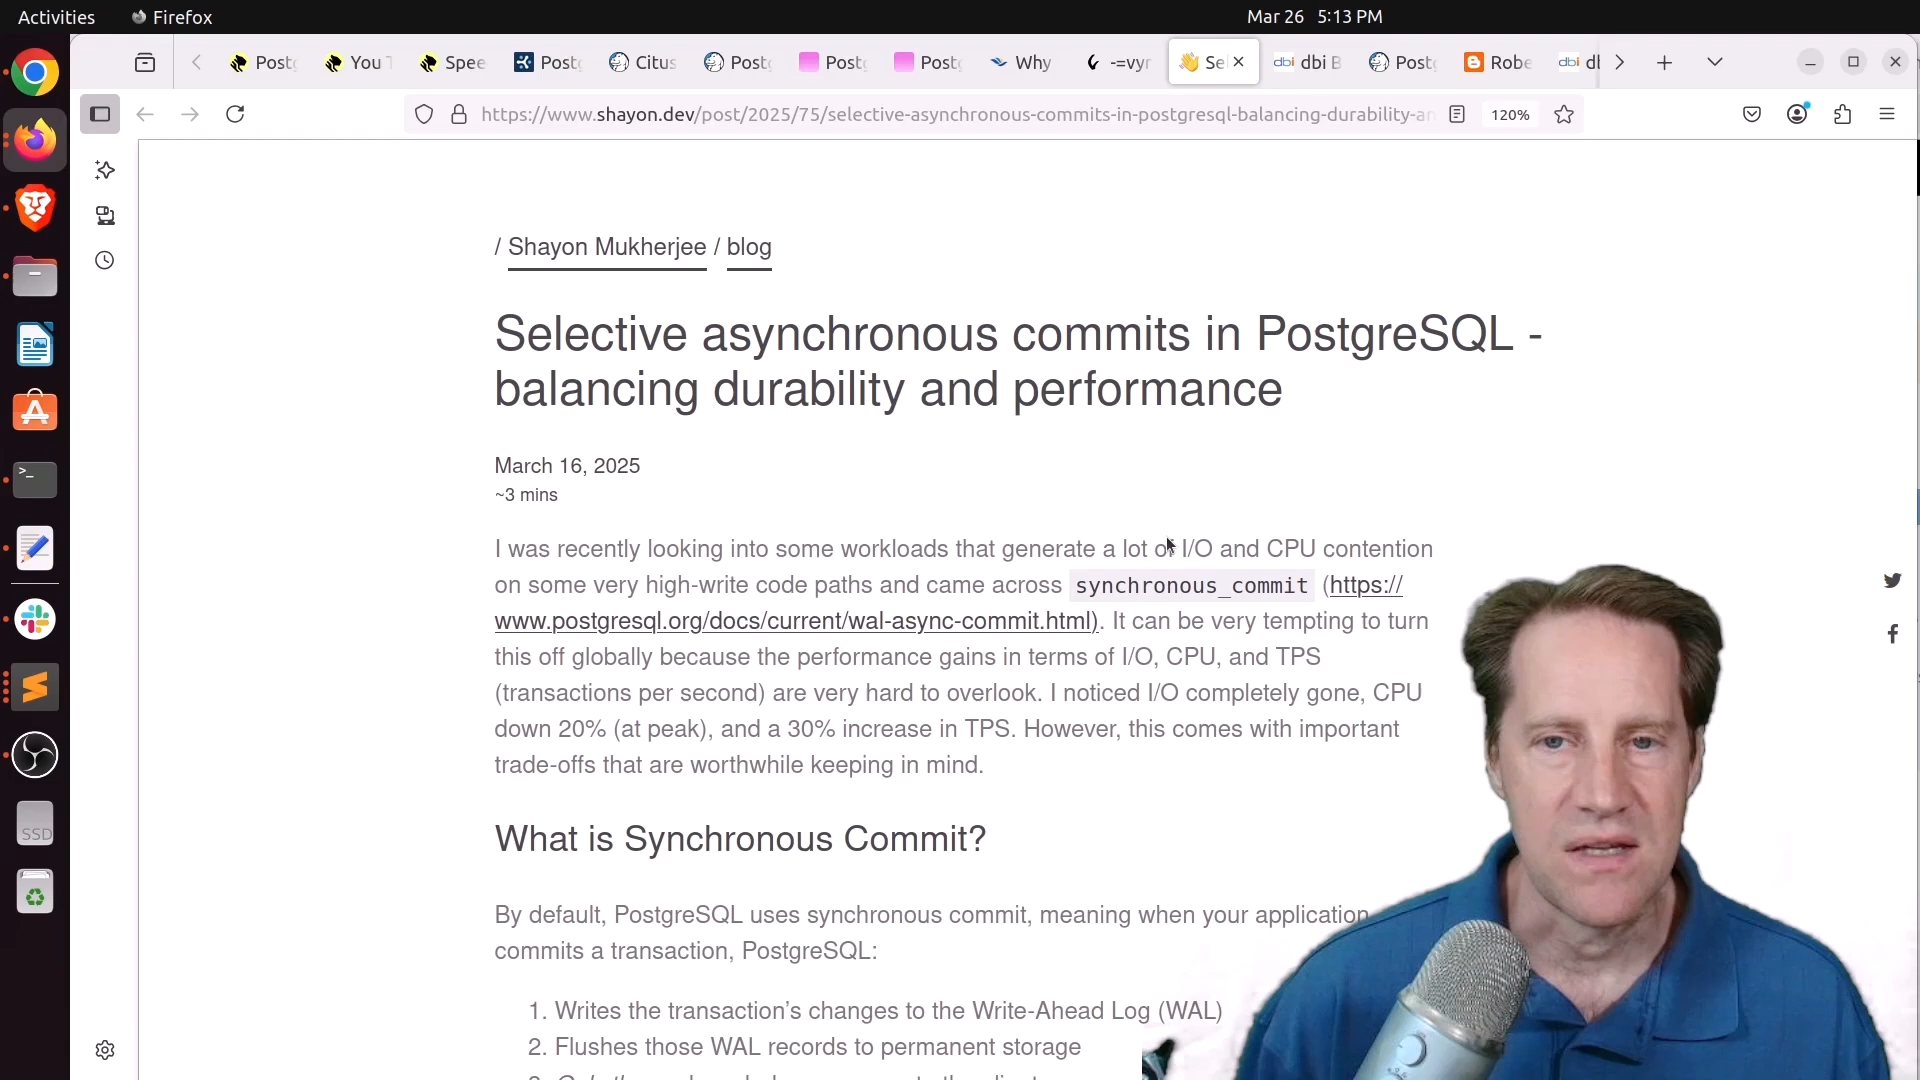 Activities
Firefox
Mar 26 5:13 PM
Postg
You T
Spee
Postg
Citus
Postg
Postg
Postg
Why
-=vyr
Sel
dbi B
Postg
Robe
dbi
https://www.shayon.dev/post/2025/75/selective-asynchronous-commits-in-postgresql-balancing-durability-an
120%
/ Shayon Mukherjee / blog
Selective asynchronous commits in PostgreSQL -
balancing durability and performance
March 16, 2025
~3 mins
I was recently looking into some workloads that generate a lot of I/O and CPU contention
on some very high-write code paths and came across synchronous_commit (https://
www.postgresql.org/docs/current/wal-async-commit.html). It can be very tempting to turn
this off globally because the performance gains in terms of I/O, CPU, and TPS
(transactions per second) are very hard to overlook. I noticed I/O completely gone, CPU
down 20% (at peak), and a 30% increase in TPS. However, this comes with important
trade-offs that are worthwhile keeping in mind.
What is Synchronous Commit?
By default, PostgreSQL uses synchronous commit, meaning when your application
commits a transaction, PostgreSQL:
1. Writes the transaction's changes to the Write-Ahead Log (WAL)
2. Flushes those WAL records to permanent storage
SSD